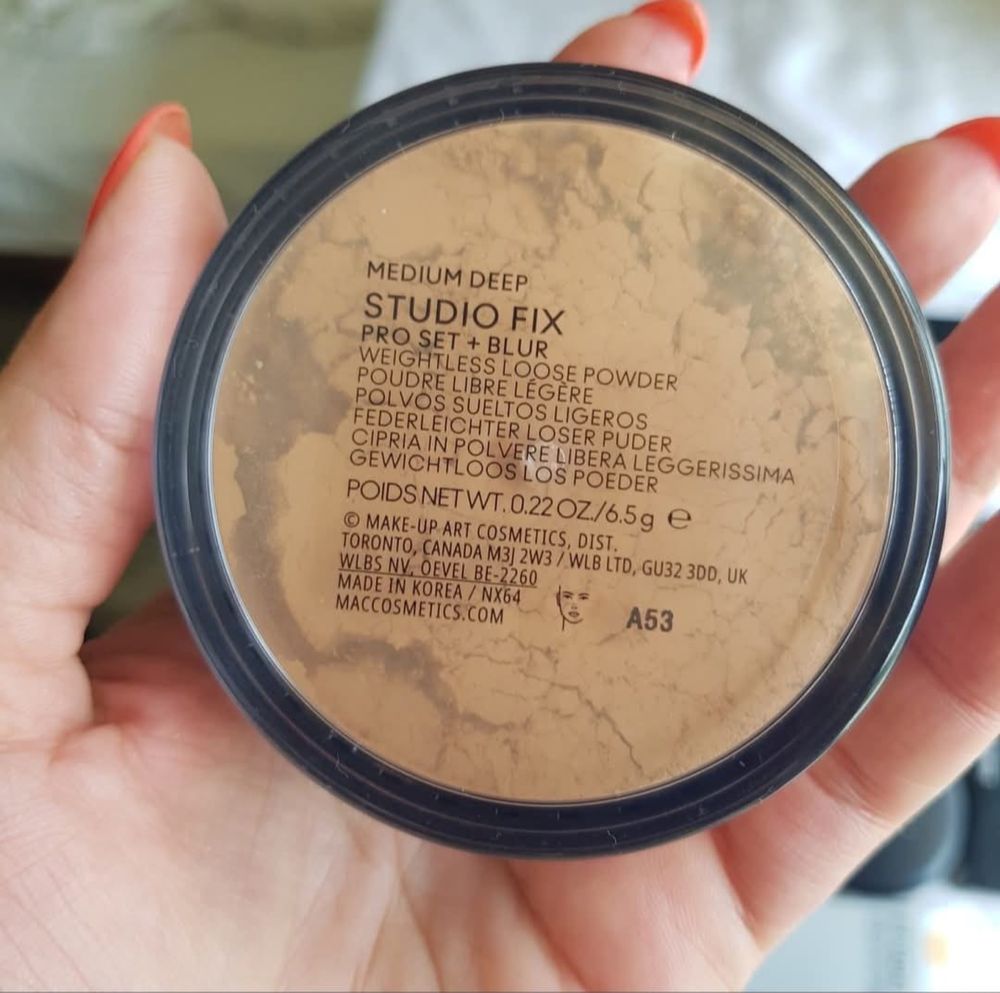 MEDIUM DEEP
STUDIO FIX
PRO SET + BLUR
WEIGHTLESS LOOSE POWDER
POUDRE LIBRE LÉGÈRE
POLVOS SUELTOS LIGEROS
FEDERLEICHTER LOSER PUDER
CIPRIA IN POLVERE LIBERA LEGGERISSIMA
GEWICHTLOOS LOS POEDER
POIDS NET WT. 0.22 OZ./6.5g ℮
© MAKE-UP ART COSMETICS, DIST.
TORONTO, CANADA M3J 2W3 / WLB LTD, GU32 3DD, UK
WLBS NV, OEVEL BE-2260
MADE IN KOREA / NX64
MACCOSMETICS.COM
A53